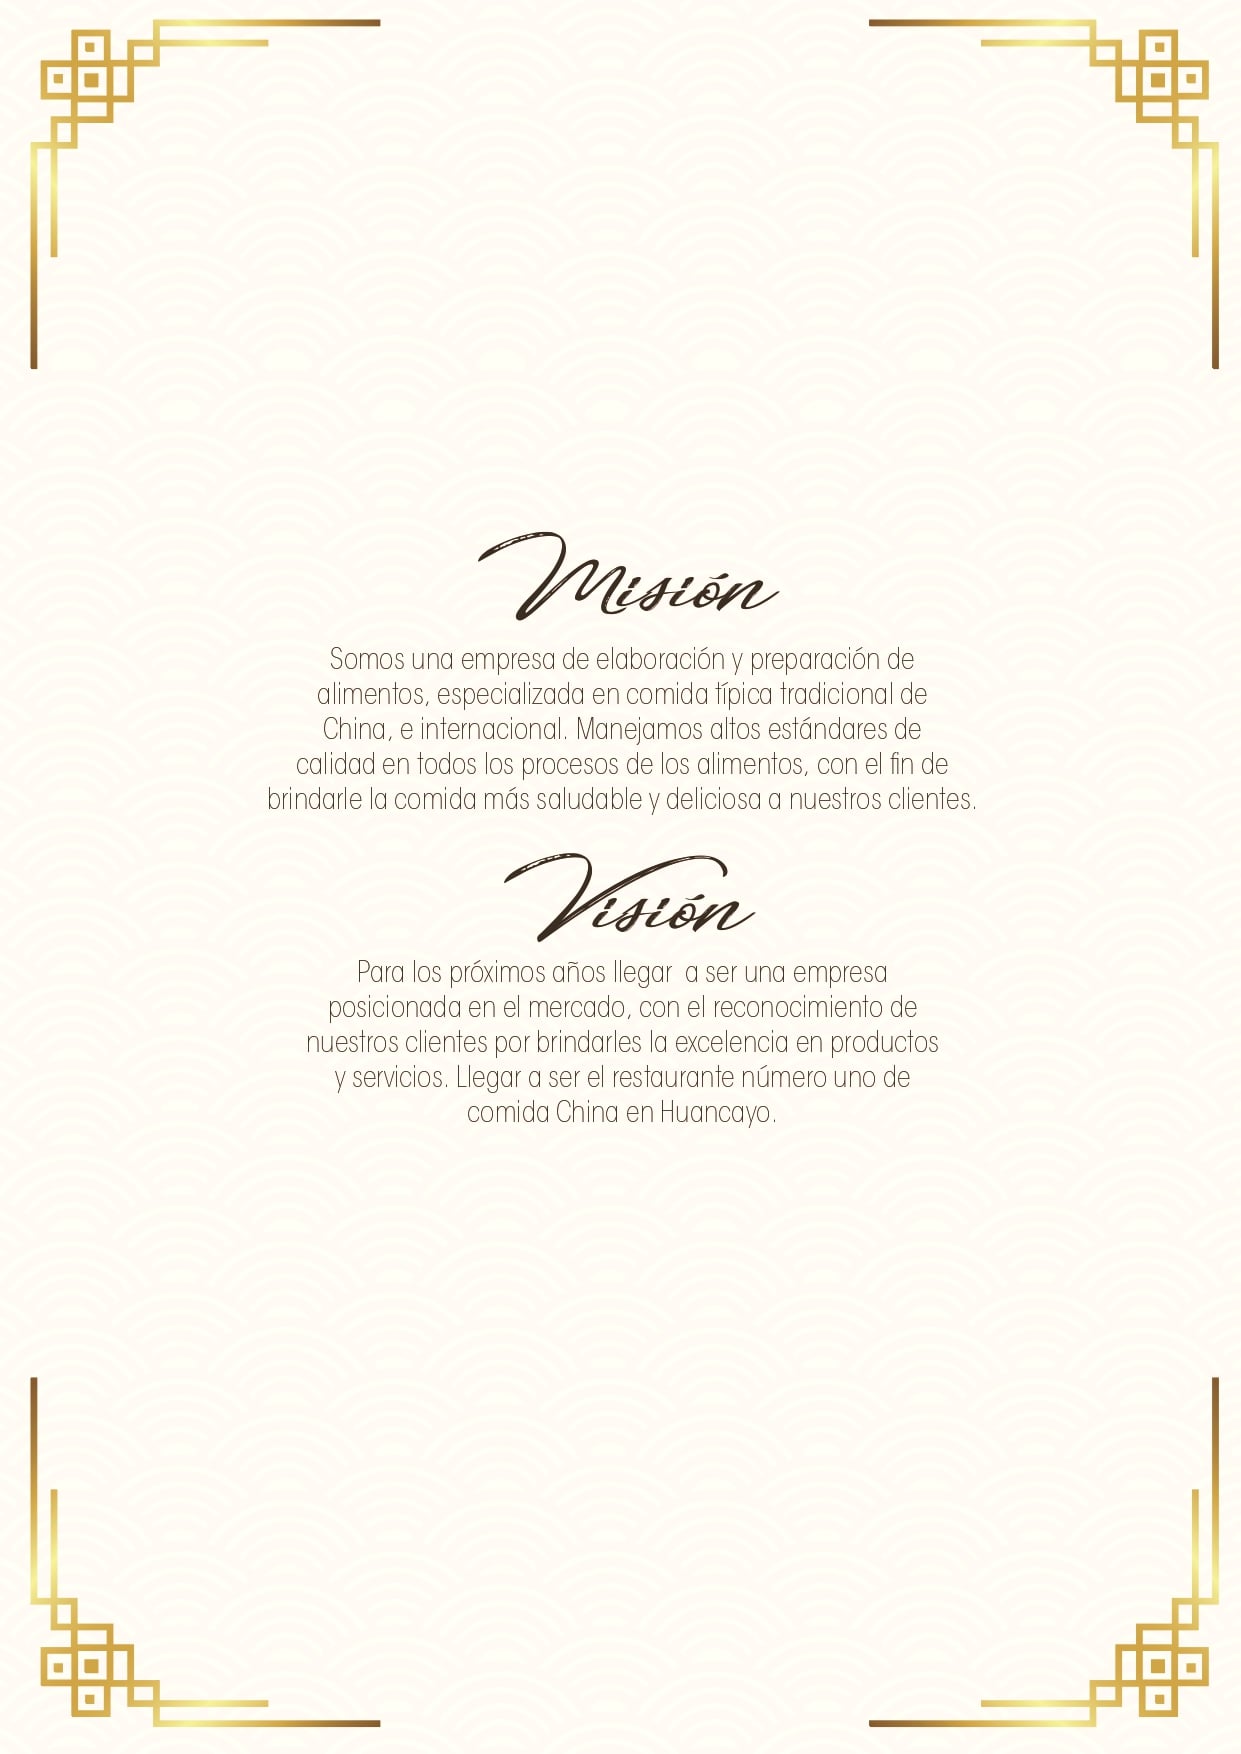 Misión
Somos una empresa de elaboración y preparación de
alimentos, especializada en comida típica tradicional de
China, e internacional. Manejamos altos estándares de
calidad en todos los procesos de los alimentos, con el fin de
brindarle la comida más saludable y deliciosa a nuestros clientes.
Visión
Para los próximos años llegar  a ser una empresa
posicionada en el mercado, con el reconocimiento de
nuestros clientes por brindarles la excelencia en productos
y servicios. Llegar a ser el restaurante número uno de
comida China en Huancayo.